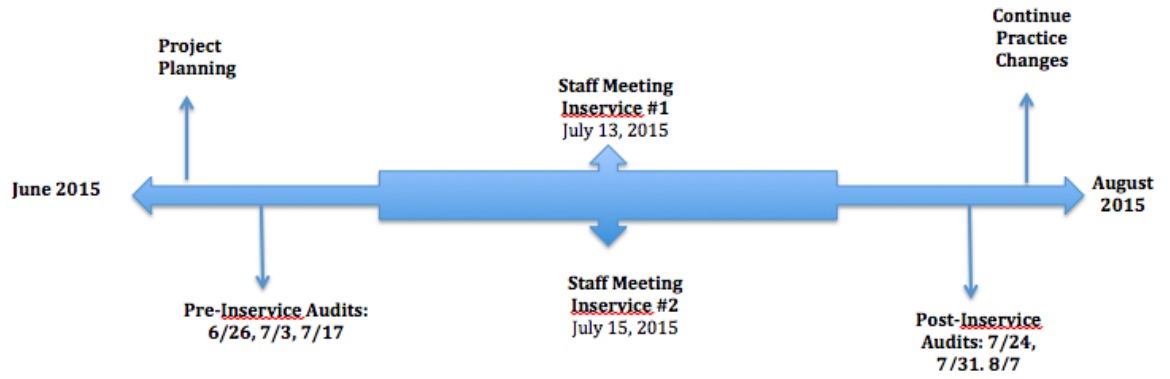 Project
Planning
Continue
Practice
Changes
Staff Meeting
Inservice #1
July 13, 2015
June 2015
August
2015
Pre-Inservice Audits:
6/26, 7/3, 7/17
Staff Meeting
Inservice #2
July 15, 2015
Post-Inservice
Audits: 7/24,
7/31. 8/7